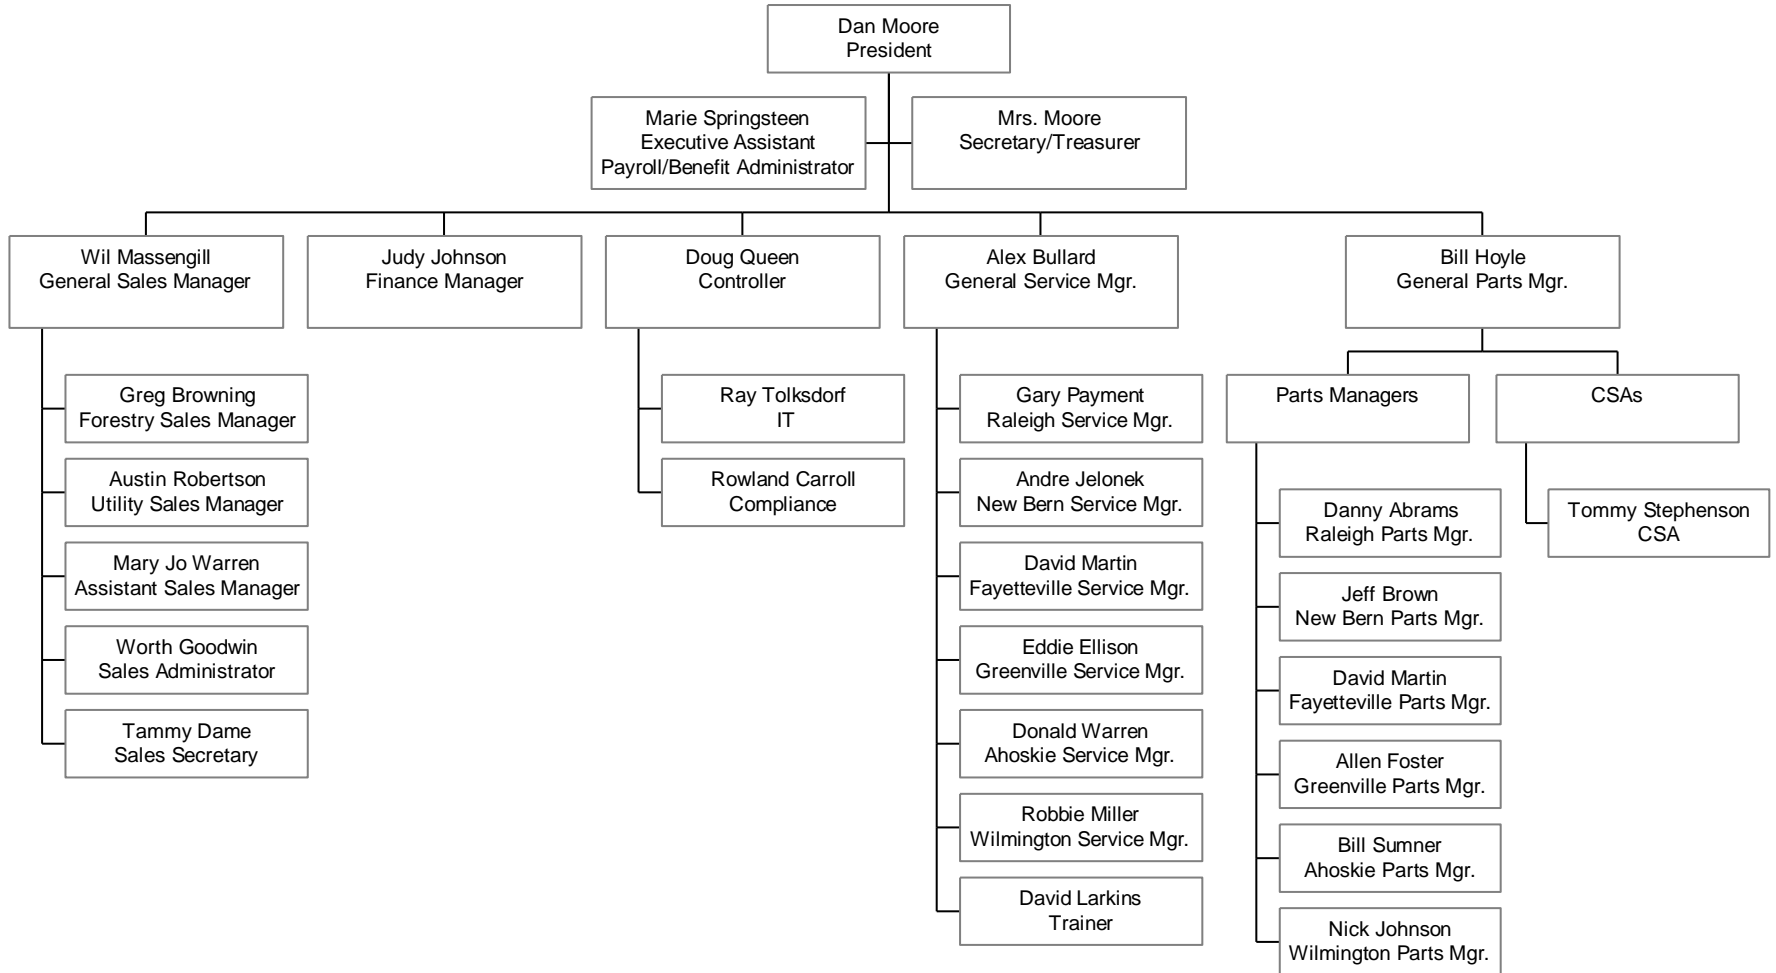 Dan Moore
President
Marie Springsteen
Executive Assistant
Payroll/Benefit Administrator
Mrs. Moore
Secretary/Treasurer
Wil Massengill
General Sales Manager
Judy Johnson
Finance Manager
Doug Queen
Controller
Alex Bullard
General Service Mgr.
Bill Hoyle
General Parts Mgr.
Greg Browning
Forestry Sales Manager
Austin Robertson
Utility Sales Manager
Mary Jo Warren
Assistant Sales Manager
Worth Goodwin
Sales Administrator
Tammy Dame
Sales Secretary
Ray Tolksdorf
IT
Rowland Carroll
Compliance
Gary Payment
Raleigh Service Mgr.
Andre Jelonek
New Bern Service Mgr.
David Martin
Fayetteville Service Mgr.
Eddie Ellison
Greenville Service Mgr.
Donald Warren
Ahoskie Service Mgr.
Robbie Miller
Wilmington Service Mgr.
David Larkins
Trainer
Parts Managers
Danny Abrams
Raleigh Parts Mgr.
Jeff Brown
New Bern Parts Mgr.
David Martin
Fayetteville Parts Mgr.
Allen Foster
Greenville Parts Mgr.
Bill Sumner
Ahoskie Parts Mgr.
Nick Johnson
Wilmington Parts Mgr.
CSAs
Tommy Stephenson
CSA